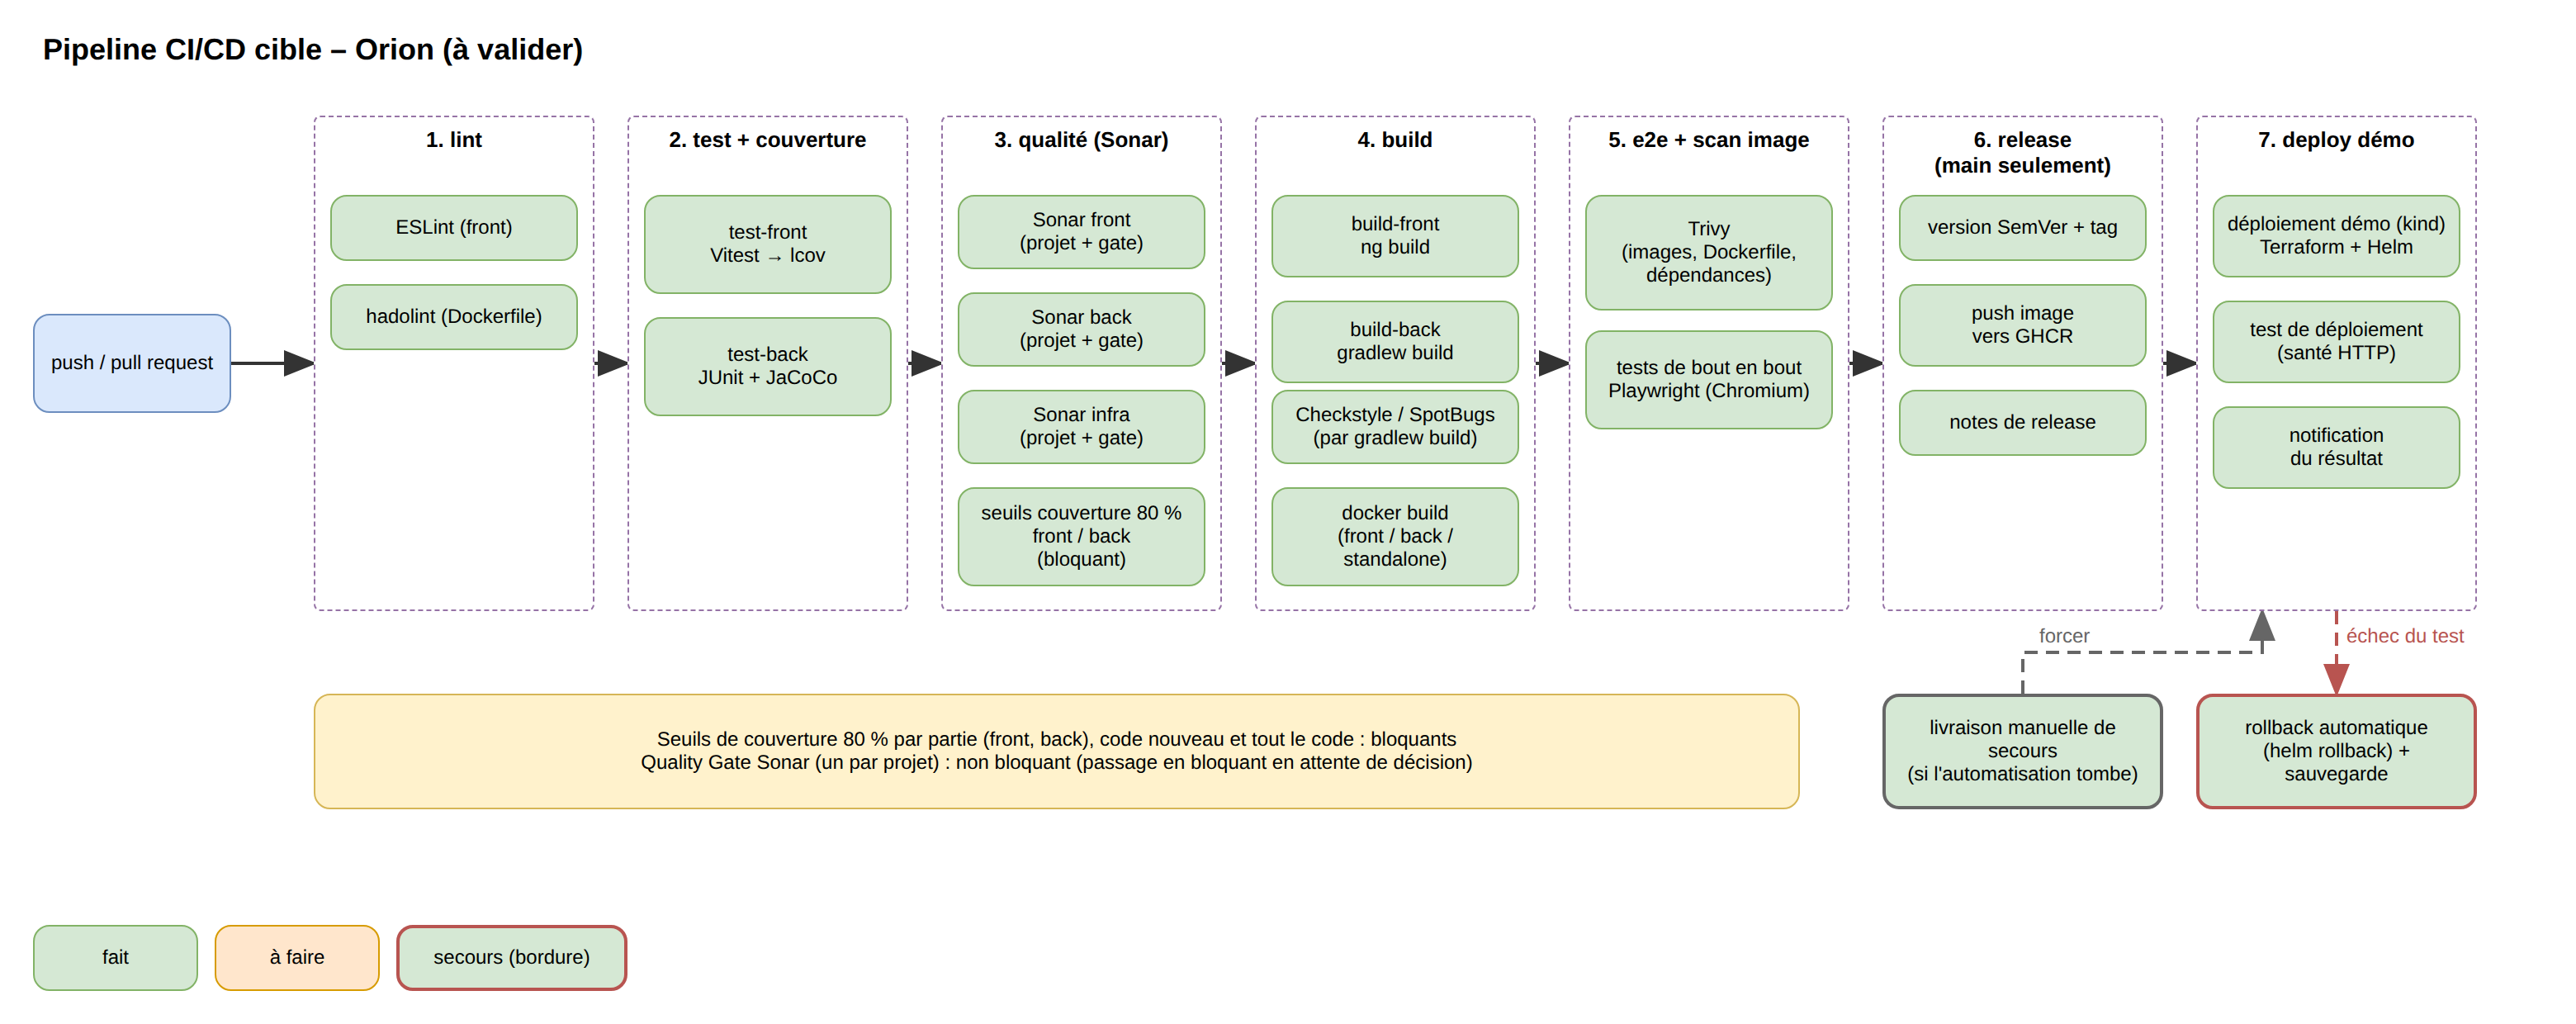 Pipeline CI/CD cible – Orion (à valider)
push / pull request
1. lint
ESLint (front)
hadolint (Dockerfile)
2. test + couverture
test-front
Vitest → lcov
test-back
JUnit + JaCoCo
3. qualité (Sonar)
Sonar front
(projet + gate)
Sonar back
(projet + gate)
Sonar infra
(projet + gate)
seuils couverture 80 %
front / back
(bloquant)
4. build
build-front
ng build
build-back
gradlew build
Checkstyle / SpotBugs
(par gradlew build)
docker build
(front / back /
standalone)
5. e2e + scan image
Trivy
(images, Dockerfile,
dépendances)
tests de bout en bout
Playwright (Chromium)
6. release
(main seulement)
version SemVer + tag
push image
vers GHCR
notes de release
7. deploy démo
déploiement démo (kind)
Terraform + Helm
test de déploiement
(santé HTTP)
notification
du résultat
forcer
échec du test
Seuils de couverture 80 % par partie (front, back), code nouveau et tout le code : bloquants
Quality Gate Sonar (un par projet) : non bloquant (passage en bloquant en attente de décision)
livraison manuelle de
secours
(si l'automatisation tombe)
rollback automatique
(helm rollback) +
sauvegarde
fait
à faire
secours (bordure)